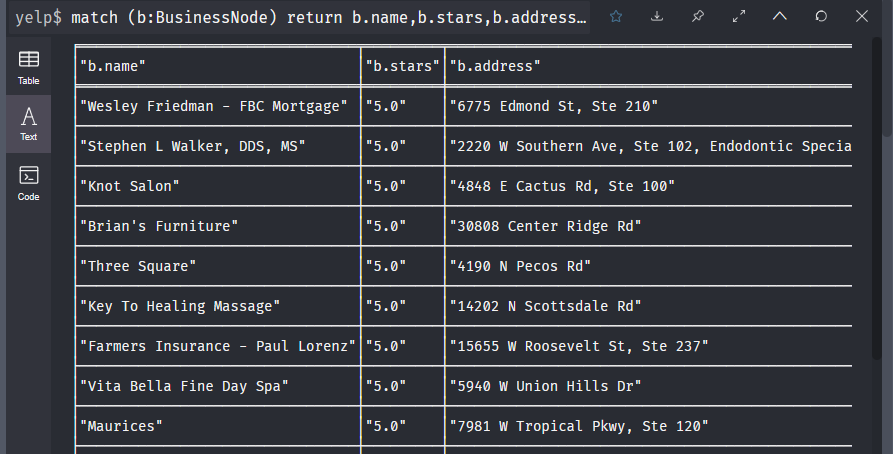 yelp$ match (b:BusinessNode) return b.name,b.stars,b.address…
Table
Text
Code
"b.name" "b.stars" "b.address"
"Wesley Friedman - FBC Mortgage" "5.0" "6775 Edmond St, Ste 210"
"Stephen L Walker, DDS, MS" "5.0" "2220 W Southern Ave, Ste 102, Endodontic Specia
"Knot Salon" "5.0" "4848 E Cactus Rd, Ste 100"
"Brian's Furniture" "5.0" "30808 Center Ridge Rd"
"Three Square" "5.0" "4190 N Pecos Rd"
"Key To Healing Massage" "5.0" "14202 N Scottsdale Rd"
"Farmers Insurance - Paul Lorenz" "5.0" "15655 W Roosevelt St, Ste 237"
"Vita Bella Fine Day Spa" "5.0" "5940 W Union Hills Dr"
"Maurices" "5.0" "7981 W Tropical Pkwy, Ste 120"